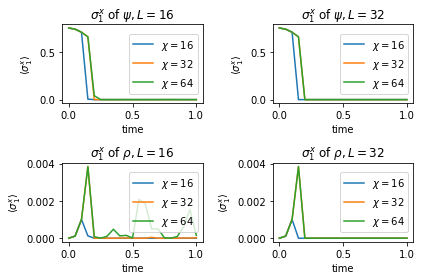 σ₁ˣ of ψ, L = 16
⟨σ₁ˣ⟩
0.5
0.0
χ = 16
χ = 32
χ = 64
0.0 0.5 1.0
time
σ₁ˣ of ψ, L = 32
⟨σ₁ˣ⟩
0.5
0.0
χ = 16
χ = 32
χ = 64
0.0 0.5 1.0
time
σ₁ˣ of ρ, L = 16
⟨σ₁ˣ⟩
0.004
0.002
0.000
χ = 16
χ = 32
χ = 64
0.0 0.5 1.0
time
σ₁ˣ of ρ, L = 32
⟨σ₁ˣ⟩
0.004
0.002
0.000
χ = 16
χ = 32
χ = 64
0.0 0.5 1.0
time